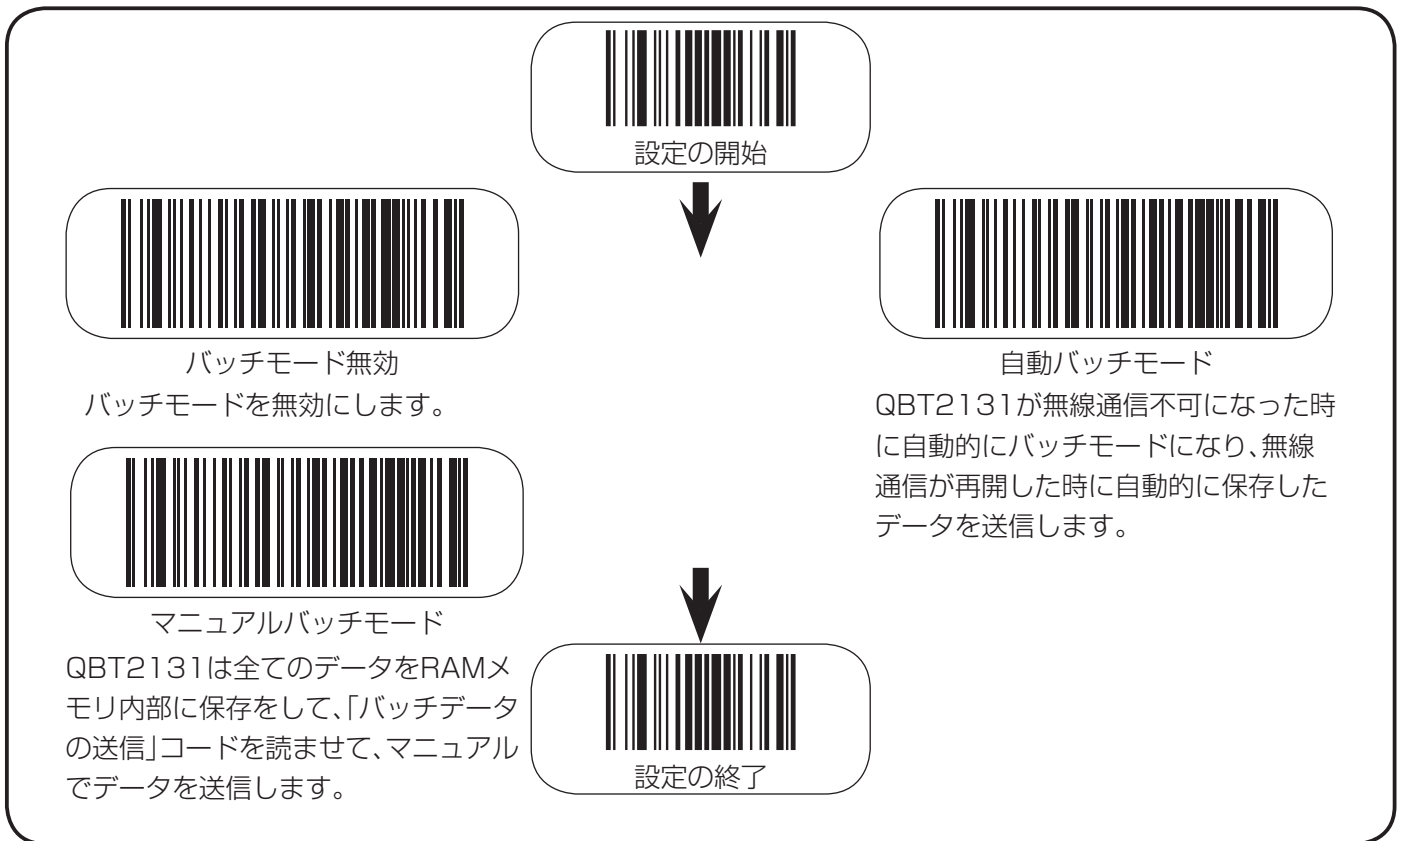 設定の開始
バッチモード無効
バッチモードを無効にします。
自動バッチモード
QBT2131が無線通信不可になった時
に自動的にバッチモードになり、無線
通信が再開した時に自動的に保存した
データを送信します。
マニュアルバッチモード
QBT2131は全てのデータをRAMメ
モリ内部に保存をして、「バッチデータ
の送信」コードを読ませて、マニュアル
でデータを送信します。
設定の終了